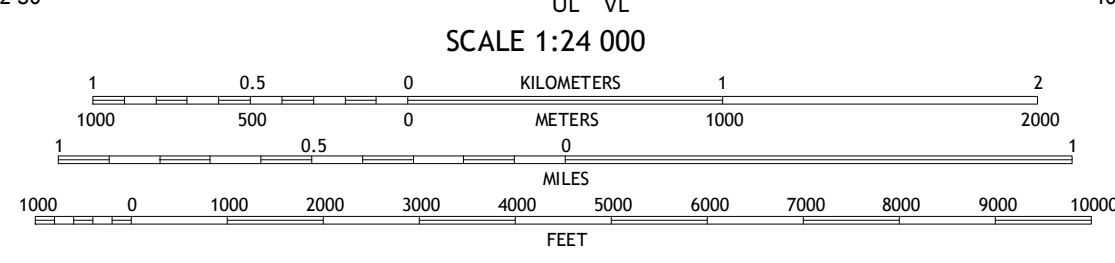 UL VL
SCALE 1:24 000
1 0.5 0 KILOMETERS 1 2
1000 500 0 METERS 1000 2000
1 0.5 0 1
MILES
1000 0 1000 2000 3000 4000 5000 6000 7000 8000 9000 10000
FEET